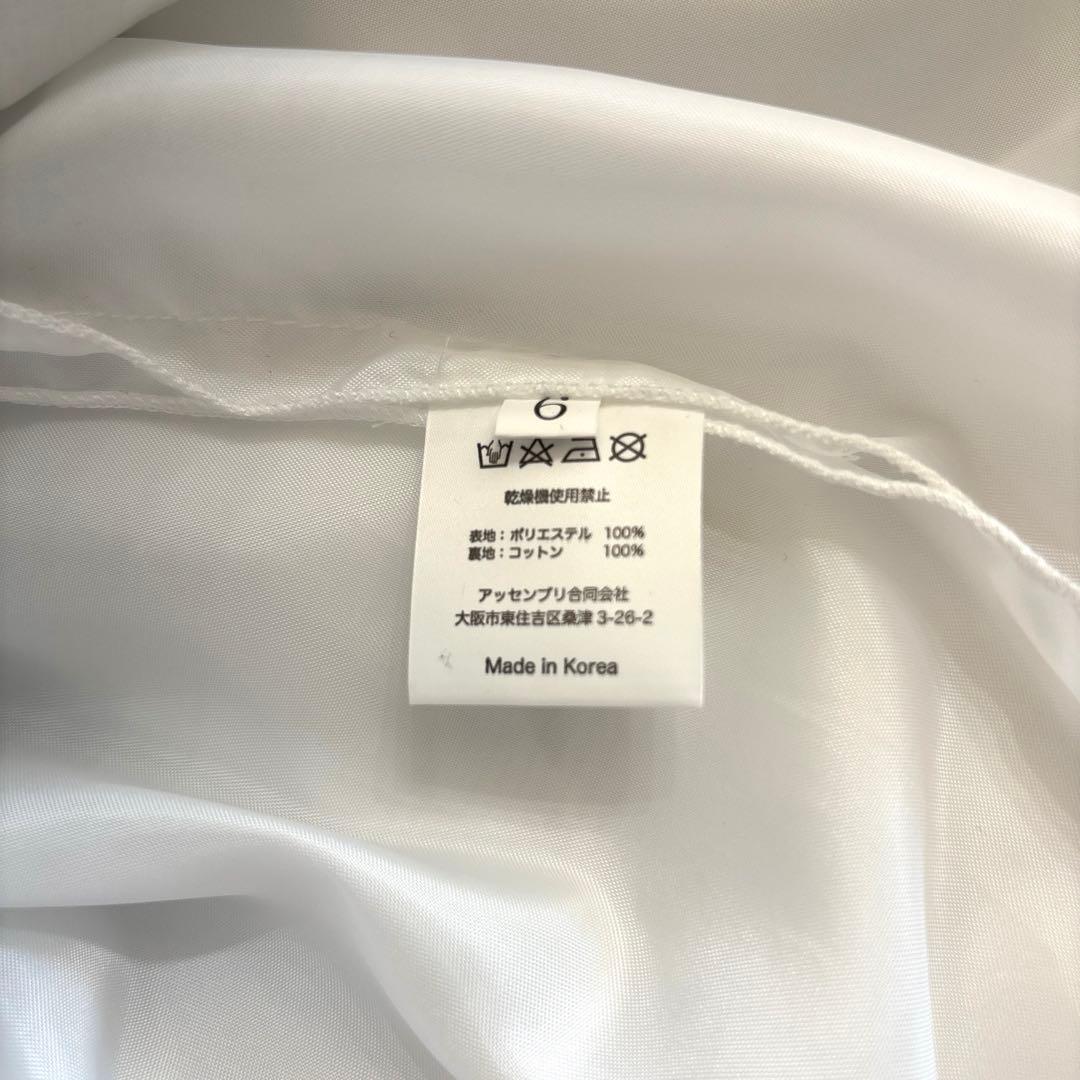 6
乾燥機使用禁止
表地：ポリエステル 100%
裏地：コットン 100%
アッセンブリ合同会社
大阪市東住吉区桑津 3-26-2
Made in Korea